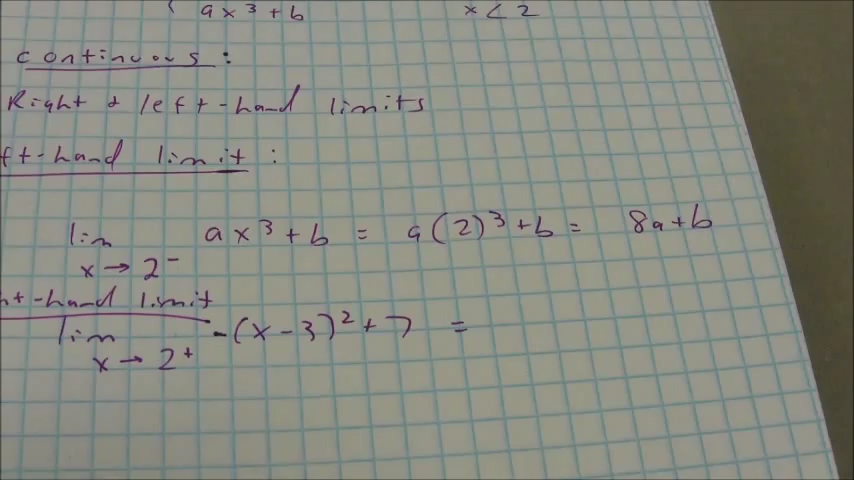 ax³ + b x < 2
continuous :
Right & left-hand limits
ft-hand limit :
lim ax³ + b = a(2)³ + b = 8a+b
x → 2⁻
ht-hand limit
lim -(x - 3)² + 7 =
x → 2⁺